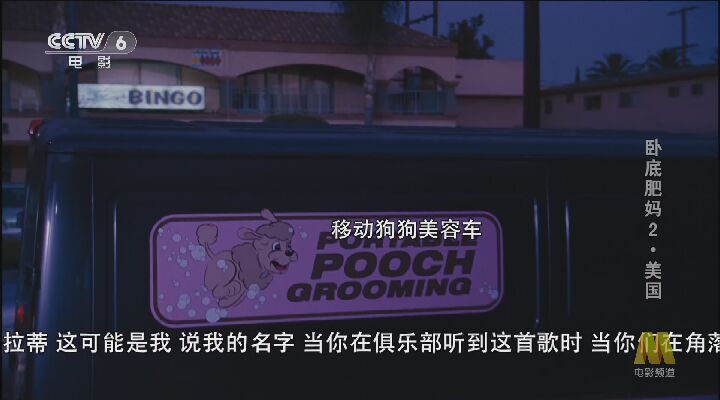 CCTV 6
电影
BINGO
卧底肥妈2·美国
移动狗狗美容车
PORTABLE
POOCH
GROOMING
拉蒂 这可能是我 说我的名字 当你在俱乐部听到这首歌时 当你们在角落
电影频道